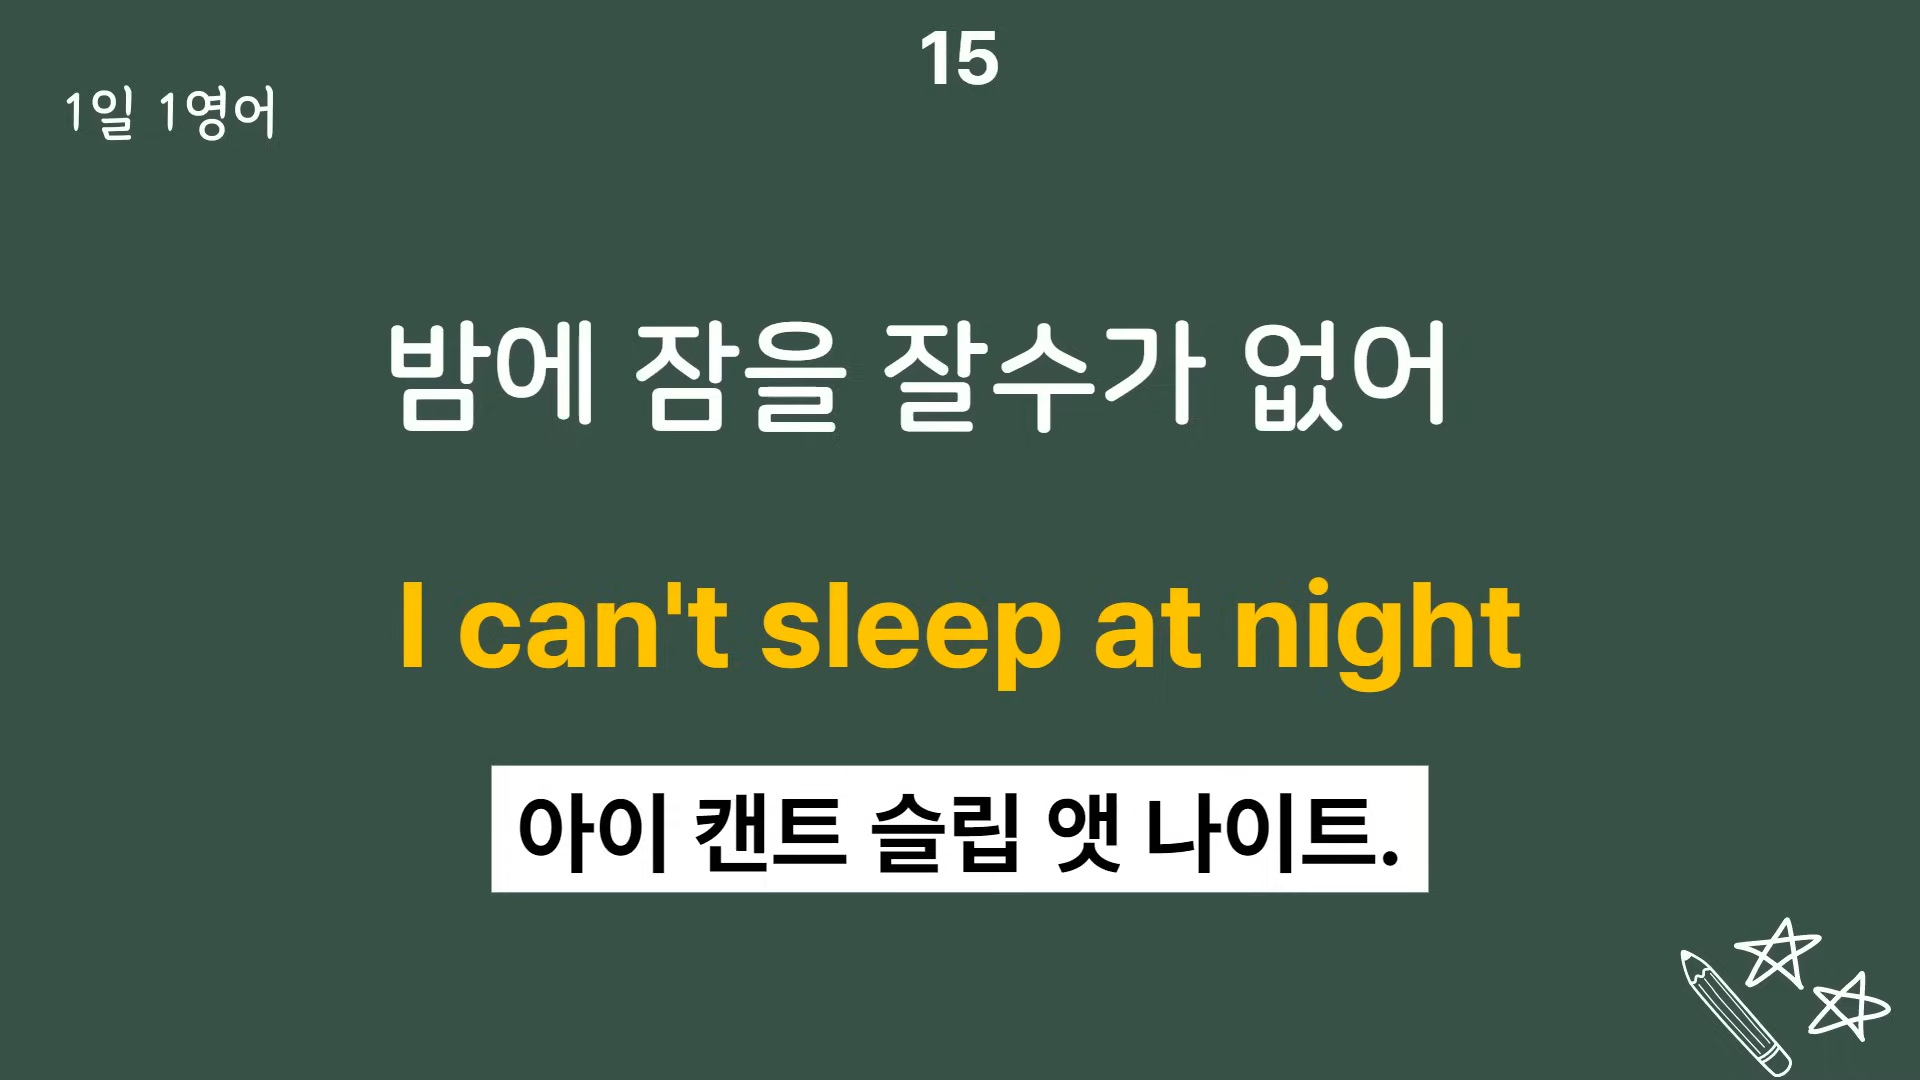 15
1일 1영어
밤에 잠을 잘수가 없어
I can't sleep at night
아이 캔트 슬립 앳 나이트.